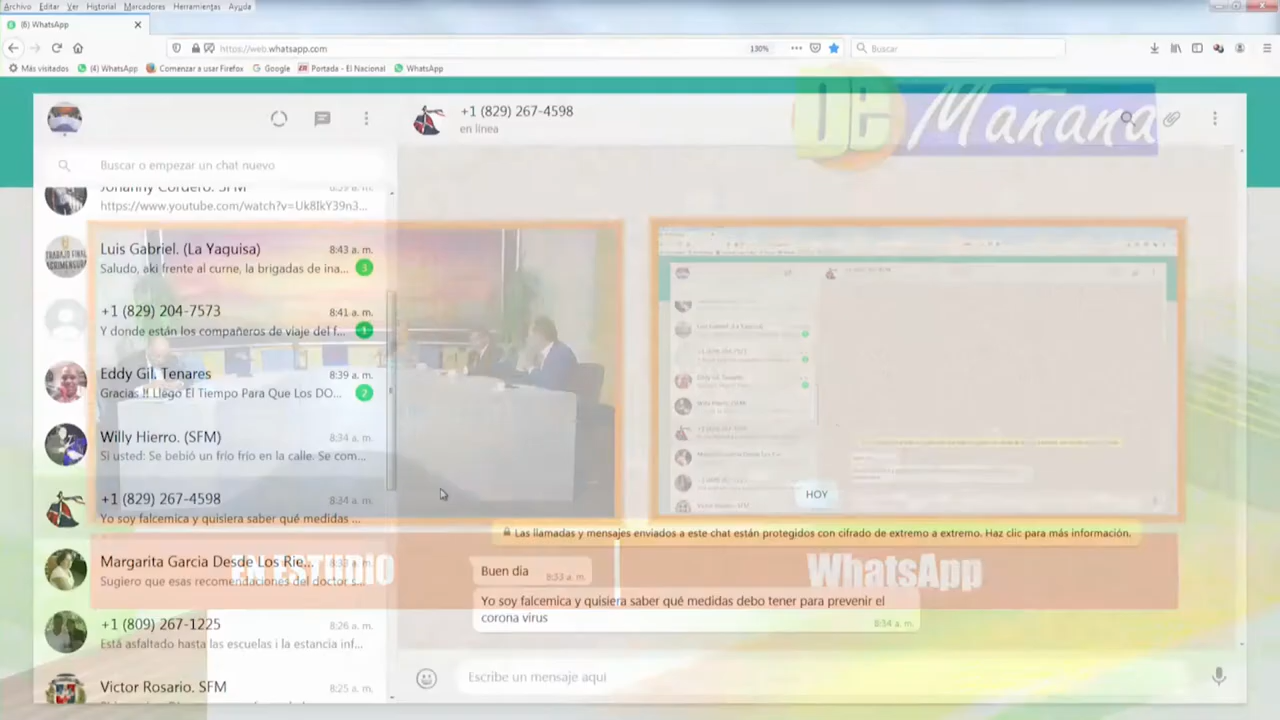 Archivo Editar Ver Historial Marcadores Herramientas Ayuda
(6) WhatsApp
https://web.whatsapp.com
130%
Buscar
Más visitados (4) WhatsApp Comenzar a usar Firefox Google Portada - El Nacional WhatsApp
+1 (829) 267-4598
en línea
DE Mañana
Buscar o empezar un chat nuevo
Johanny Cordero. SFM
https://www.youtube.com/watch?v=Uk8IkY39n3...
Luis Gabriel. (La Yaquisa) 8:43 a. m.
Saludo, aki frente al curne, la brigadas de ina... 3
+1 (829) 204-7573 8:41 a. m.
Y donde están los compañeros de viaje del f... 1
Eddy Gil. Tenares 8:39 a. m.
Gracias !! Llego El Tiempo Para Que Los DO... 2
Willy Hierro. (SFM) 8:34 a. m.
Si usted: Se bebió un frío frío en la calle. Se com...
+1 (829) 267-4598 8:34 a. m.
Yo soy falcemica y quisiera saber qué medidas ...
HOY
Las llamadas y mensajes enviados a este chat están protegidos con cifrado de extremo a extremo. Haz clic para más información.
Margarita Garcia Desde Los Rie...
Sugiero que esas recomendaciones del doctor s...
EN ESTUDIO
WhatsApp
Buen dia 8:33 a. m.
Yo soy falcemica y quisiera saber qué medidas debo tener para prevenir el
corona virus 8:34 a. m.
+1 (809) 267-1225 8:26 a. m.
Está asfaltado hasta las escuelas i la estancia inf...
Victor Rosario. SFM 8:25 a. m.
Escribe un mensaje aquí